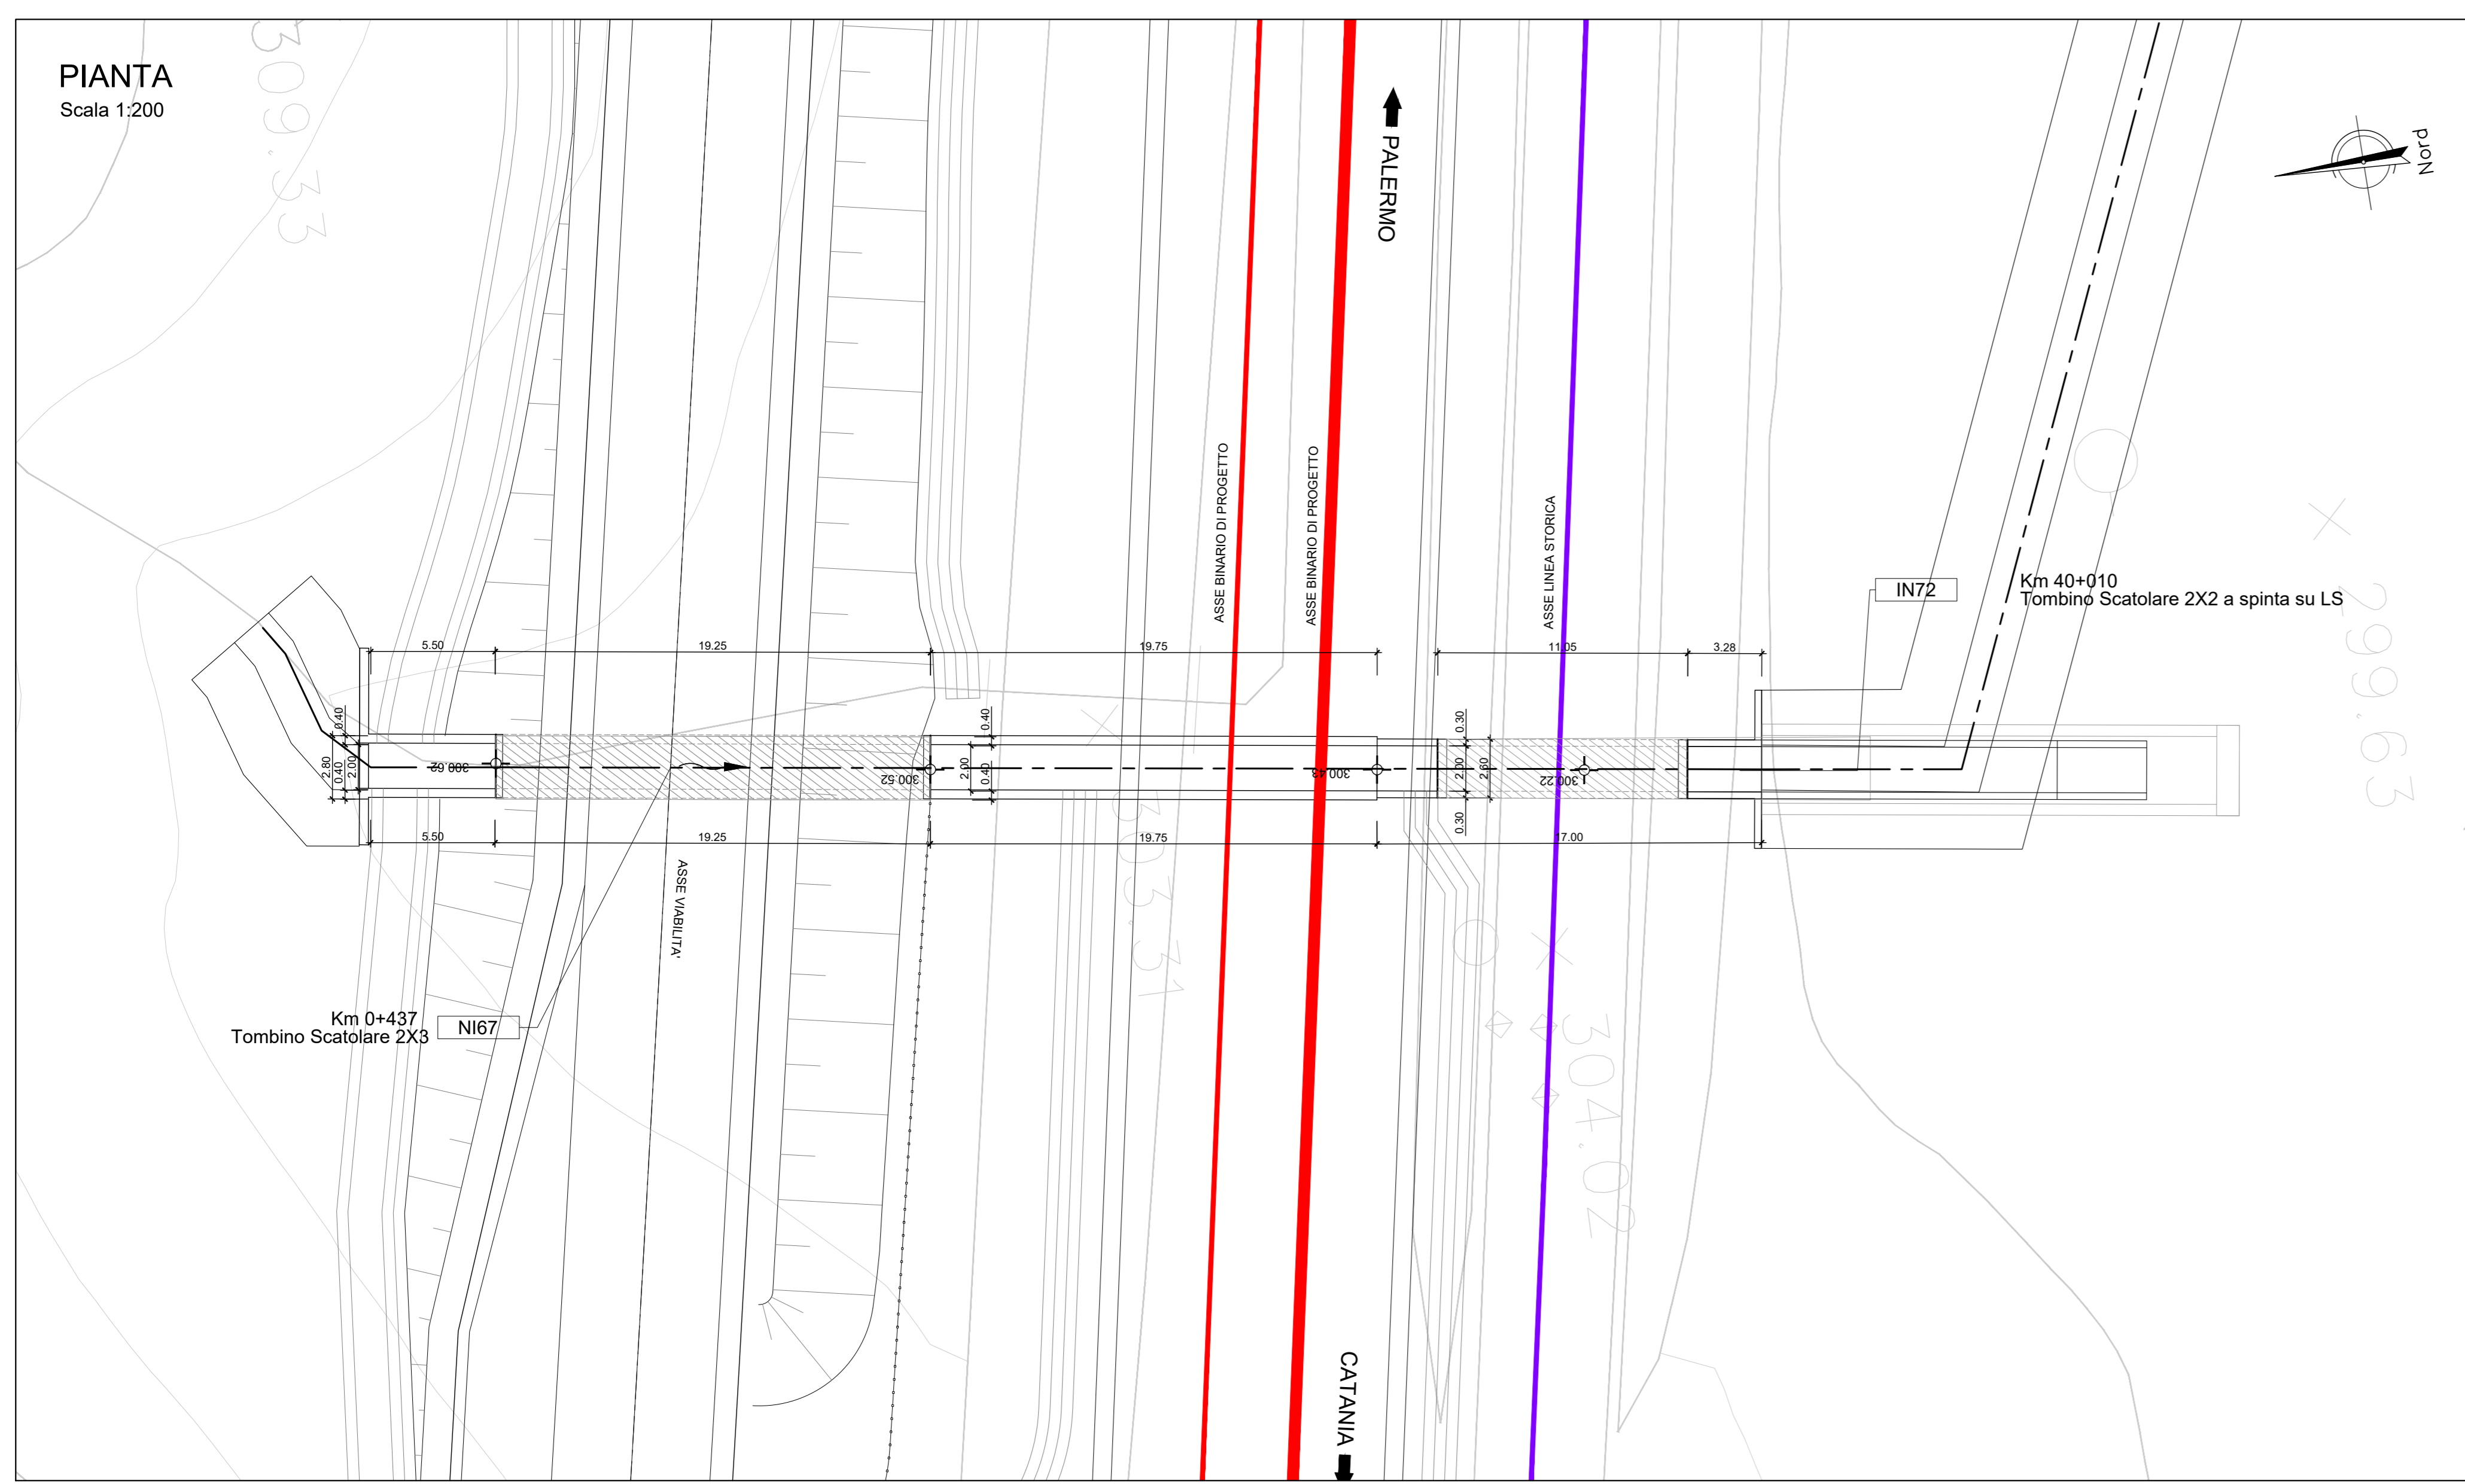 PIANTA
Scala 1:200
309.33
PALERMO
Nord
ASSE BINARIO DI PROGETTO
ASSE BINARIO DI PROGETTO
ASSE LINEA STORICA
IN72
Km 40+010
Tombino Scatolare 2X2 a spinta su LS
299.63
5.50
19.25
19.75
11.05
3.28
0.40
2.80
0.40
2.00
300.62
300.52
0.40
2.00
0.40
300.43
0.30
2.00
2.60
0.30
300.22
5.50
19.25
19.75
17.00
303.31
304.02
ASSE VIABILITA'
Km 0+437
Tombino Scatolare 2X3
NI67
CATANIA